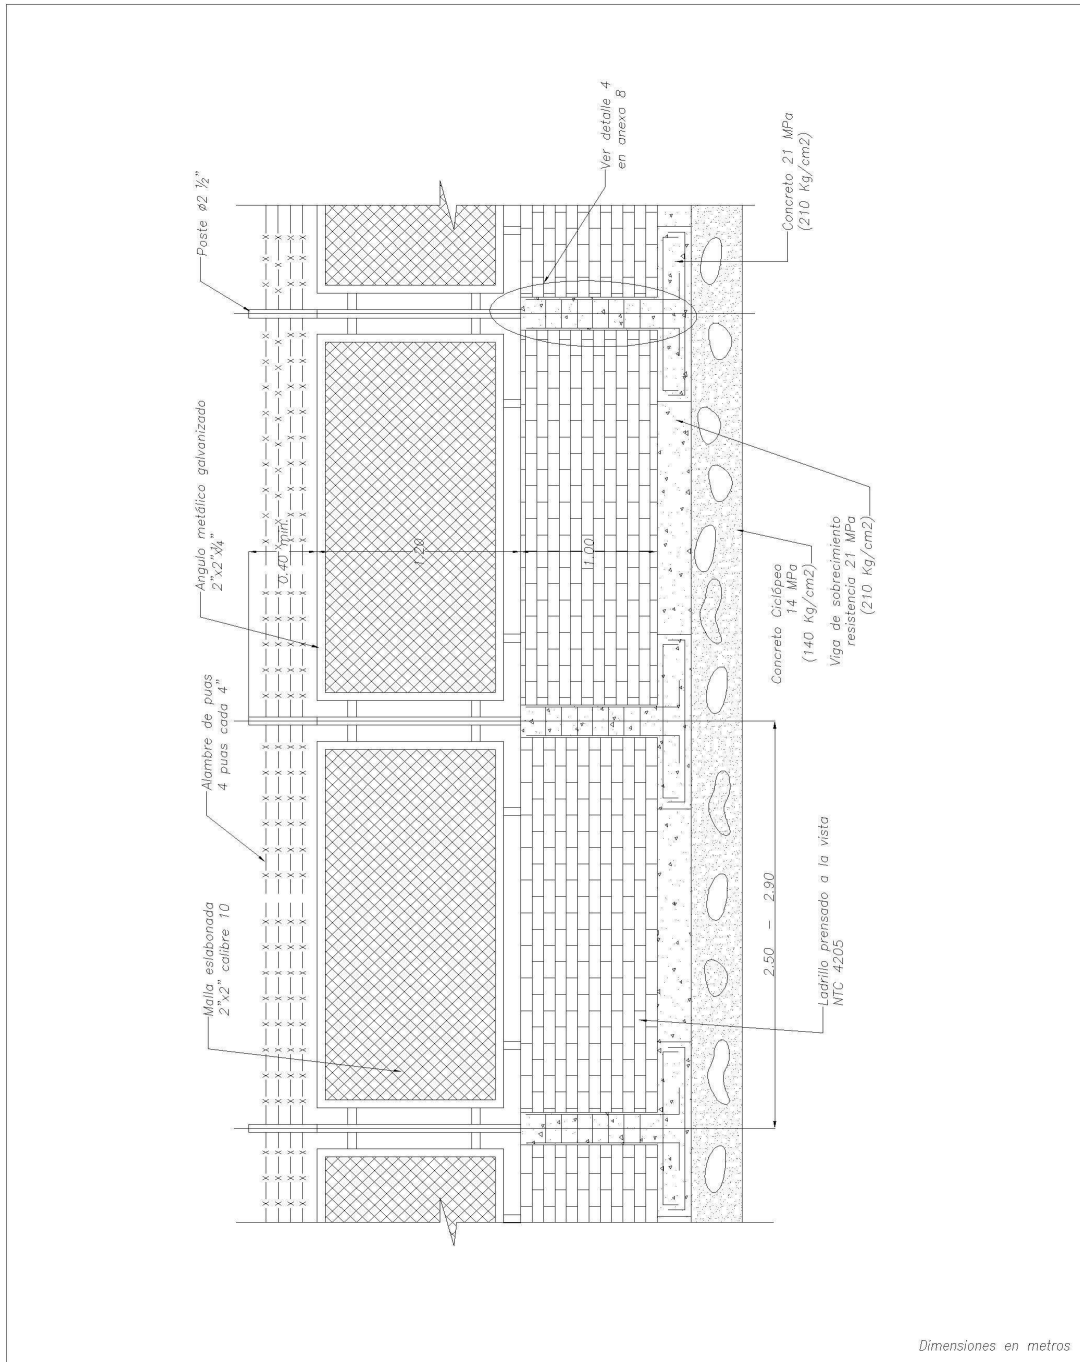 Malla eslabonada
2"x2" calibre 10
Alambre de puas
4 puas cada 4"
Angulo metálico galvanizado
2"x2"x¼"
Poste ø2 ½"
0.40 min.
1.20
1.00
Ver detalle 4
en anexo 8
Concreto 21 MPa
(210 Kg/cm2)
Viga de sobrecimiento
resistencia 21 MPa
(210 Kg/cm2)
Concreto Ciclópeo
14 MPa
(140 Kg/cm2)
2.50 – 2.90
Ladrillo prensado a la vista
NTC 4205
Dimensiones en metros